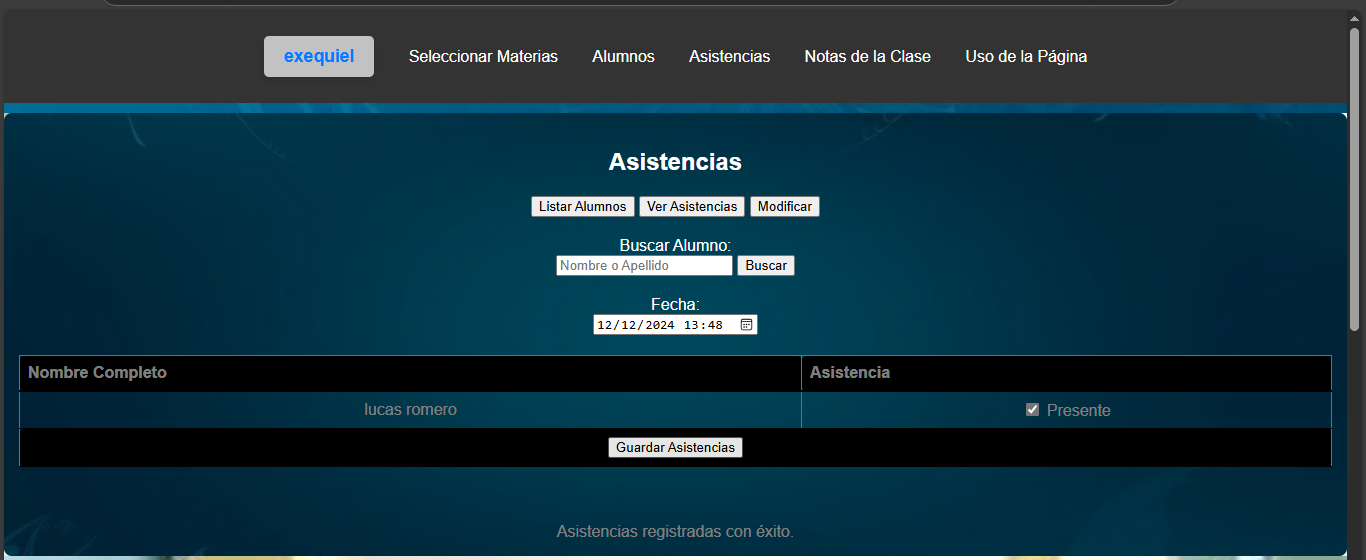 exequiel Seleccionar Materias Alumnos Asistencias Notas de la Clase Uso de la Página
Asistencias
Listar Alumnos Ver Asistencias Modificar
Buscar Alumno:
Nombre o Apellido Buscar
Fecha:
12/12/2024 13:48
Nombre Completo Asistencia
lucas romero Presente
Guardar Asistencias
Asistencias registradas con éxito.